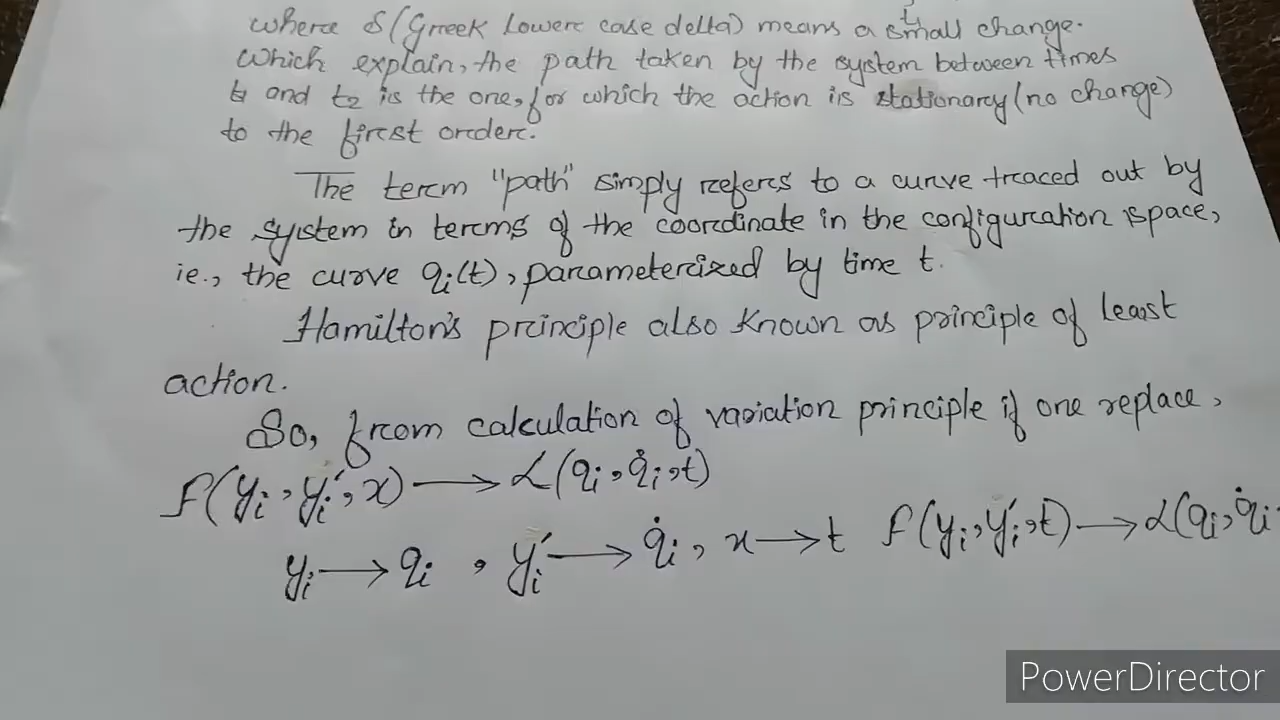 t₁
where δ(Greek Lower case delta) means a small change.
Which explain, the path taken by the system between times
t₁ and t₂ is the one, for which the action is stationary (no change)
to the first order.
The term "path" simply refers to a curve traced out by
the system in terms of the coordinate in the configuration space,
ie., the curve qᵢ(t), parameterized by time t.
Hamilton's principle also known as principle of least
action.
So, from calculation of variation principle if one replace,
f(yᵢ, yᵢ', x) → L(qᵢ, q̇ᵢ, t)
yᵢ → qᵢ , yᵢ' → q̇ᵢ, x → t f(yᵢ, yᵢ', t) → L(qᵢ, q̇ᵢ
PowerDirector